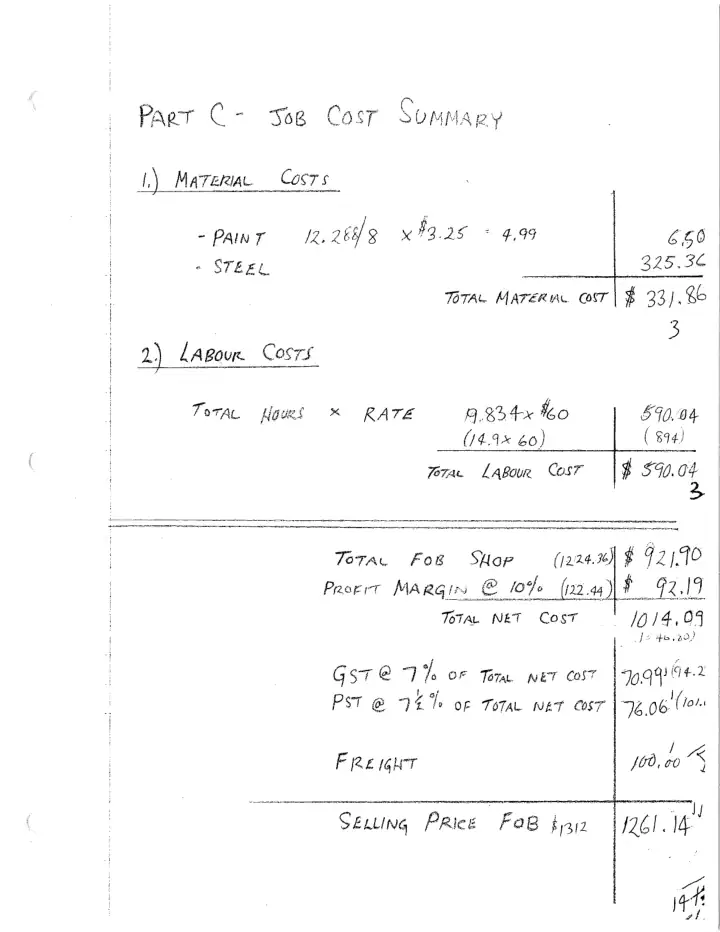 PART C - JOB COST SUMMARY
1.) MATERIAL COSTS
- PAINT 12.288/8 x $3.25 = 4.99 6.50
- STEEL 325.36
TOTAL MATERIAL COST $ 331.86
3
2.) LABOUR COSTS
TOTAL HOURS x RATE 9.834 x $60 590.04
(14.9 x 60) (894)
TOTAL LABOUR COST $ 590.04
3
TOTAL FOB SHOP (1224.36) $ 921.90
PROFIT MARGIN @ 10% (122.44) $ 92.19
TOTAL NET COST 1014.09
GST @ 7% OF TOTAL NET COST 70.99 (94.2
PST @ 7½% OF TOTAL NET COST 76.06 (101.
FREIGHT 100.00
SELLING PRICE FOB $1312 1261.14
14